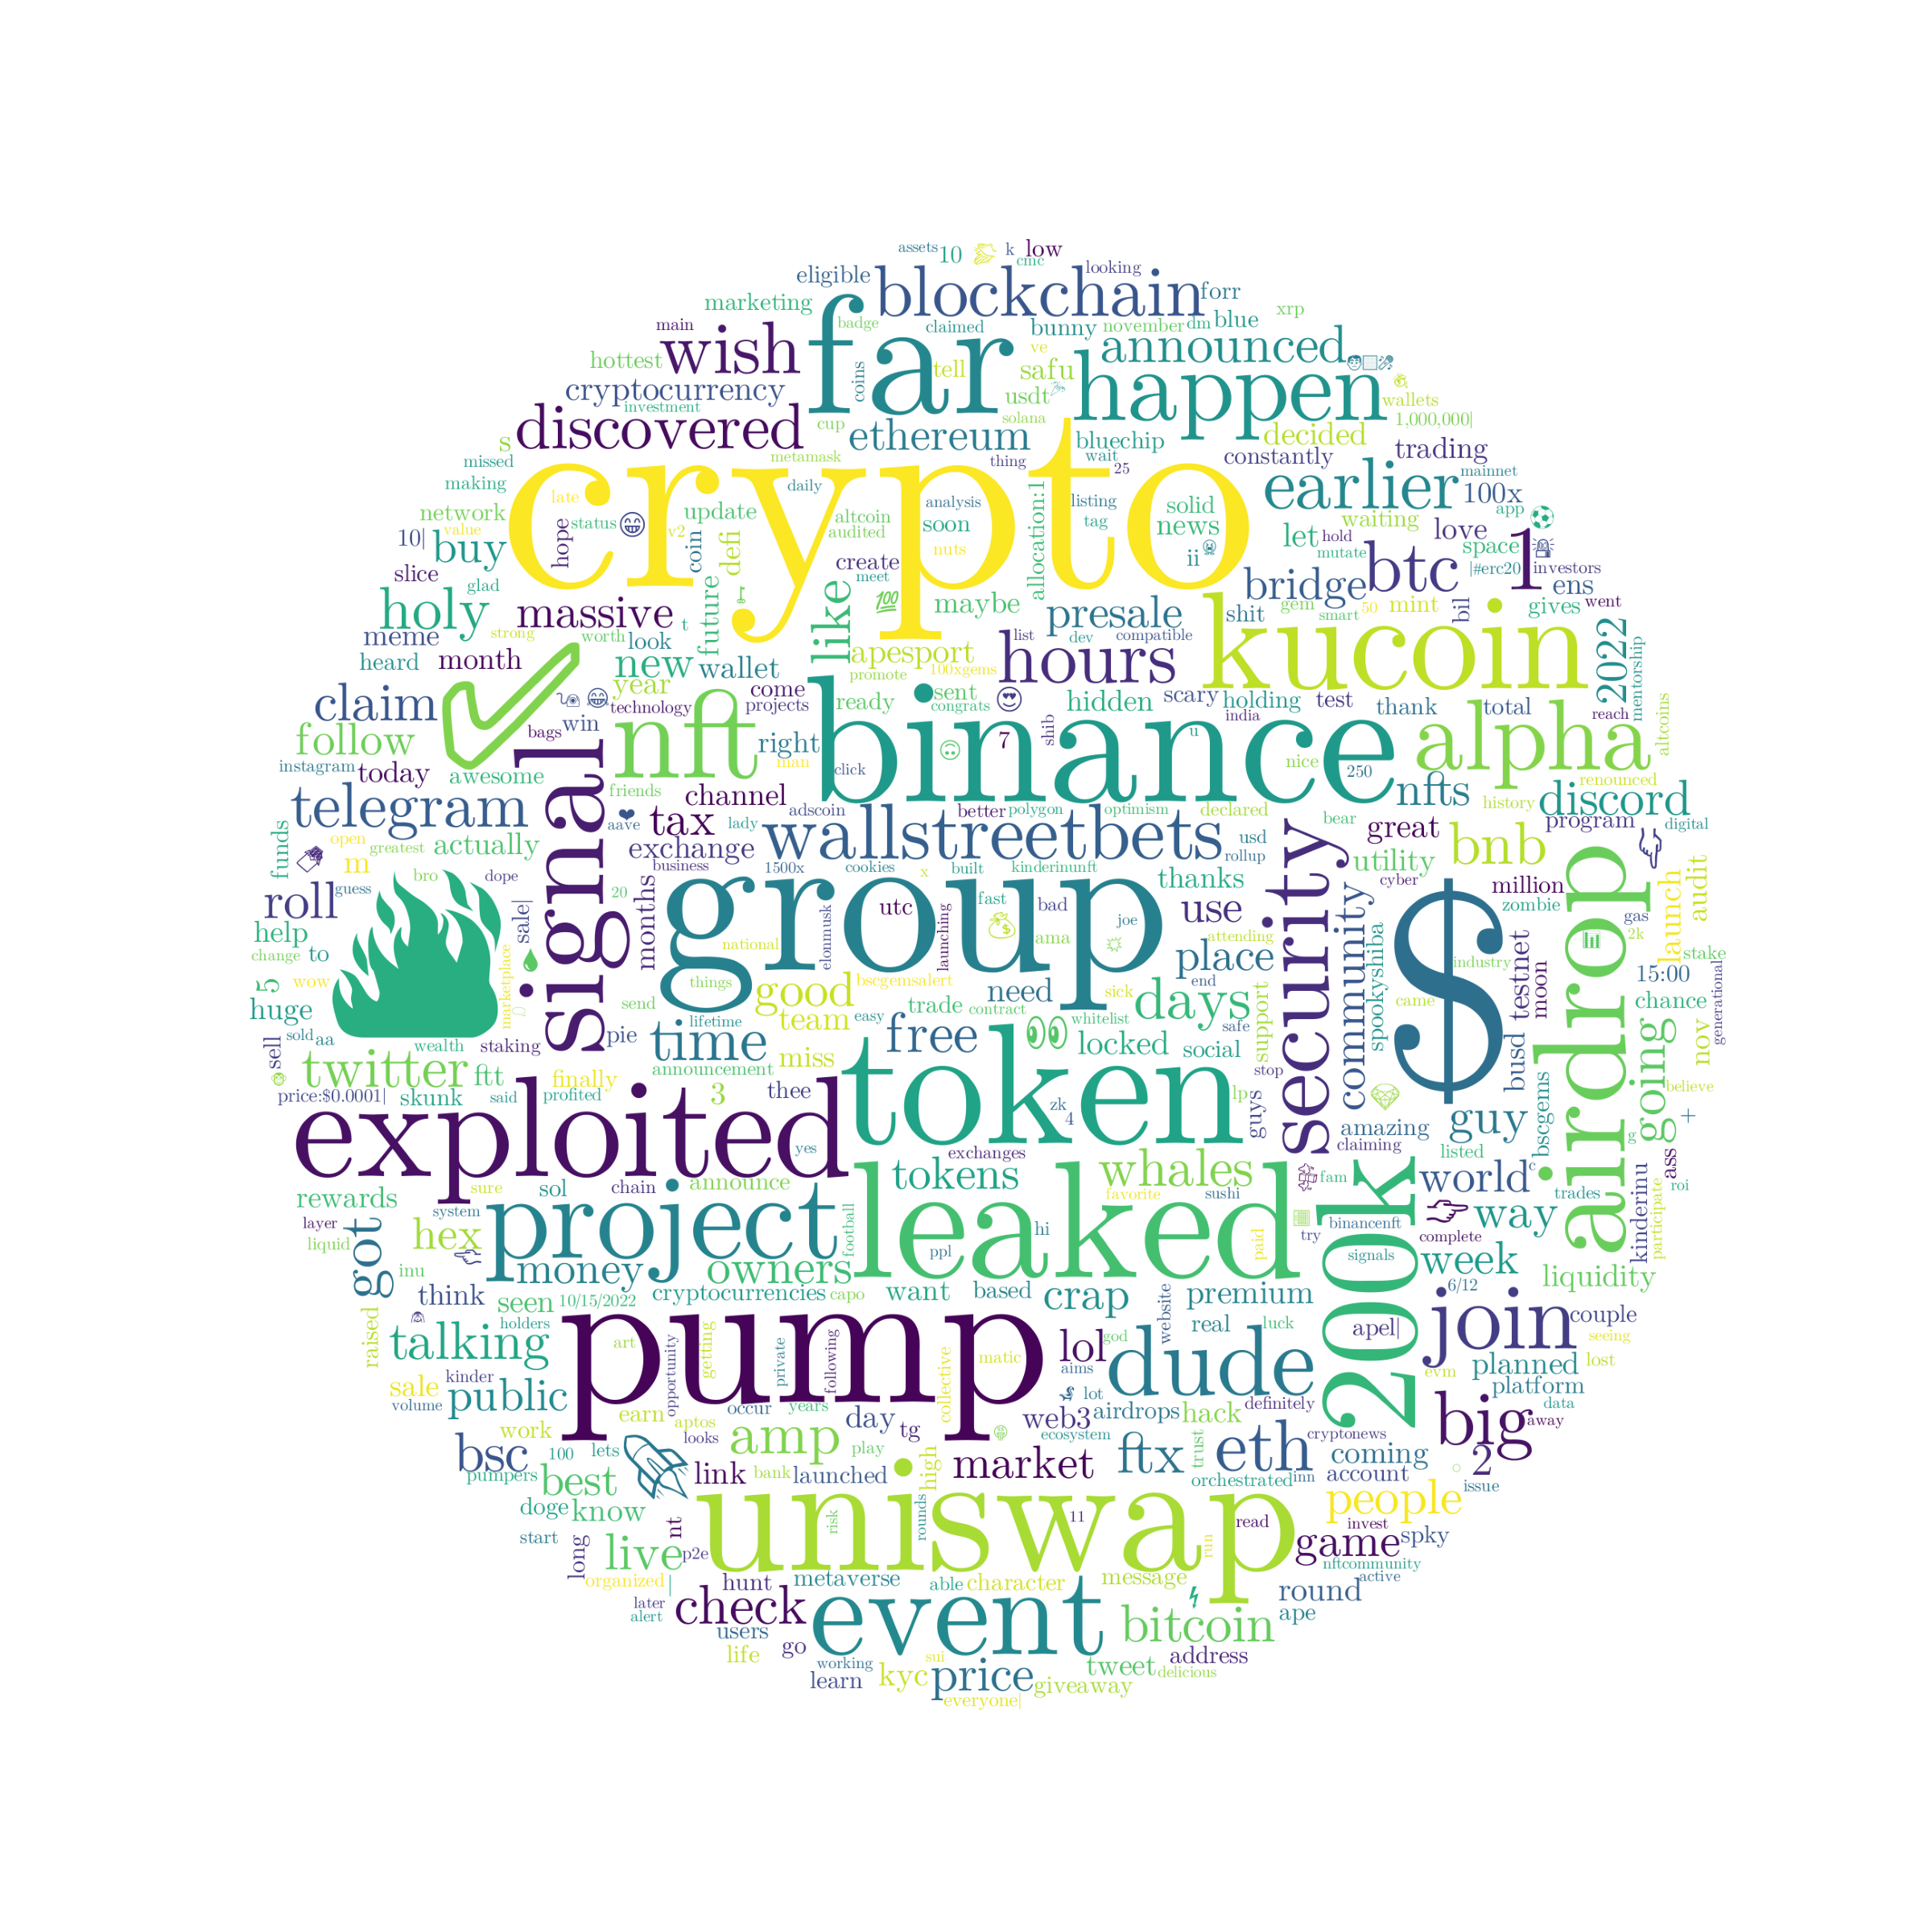 assets 10 k low
cmc
eligible blockchain looking
marketing far badge claimed bunny november dm blue forr xrp
main wish announced
hottest ve happen
cryptocurrency coins tell safu usdt wallets
investment discovered cup solana 1,000,000|
s ethereum bluechip decided trading
missed crypto metamask thing wait 25 constantly earlier mainnet
making late daily analysis listing solid 100x app
network value status hope v2 update altcoin audited soon tag news waiting love
10| buy coin defi nuts allocation:1 ii let mutate hold space 1
slice glad create meet btc |#erc20 investors
holy massive future t like maybe presale bridge shit gem smart 50 mint bil ens gives went
meme strong worth look list dev compatible kucoin 2022
heard month new wallet apesport 100xgems hours mentorship
claim year technology come projects promote ready sent congrats hidden scary holding test thank total reach
win nft binance 7 shib u india alpha altcoins
follow bags right man click nice 250
instagram today awesome friends channel adscoin better polygon optimism declared nfts history renounced discord
telegram signal aave tax lady wallstreetbets usd bear great bnb program digital
open m greatest actually exchange business 1500x cookies x built kinderinunft rollup utility
funds guess bro dope months 20 group thanks security cyber million airdrop launch audit
roll sale| utc fast bad joe use community $ zombie gas 2k
help to national elonmusk launching ama attending place industry stake
change wow marketplace things bscgemsalert sick end spookyshiba came 15:00
5 huge send good trade need days support testnet moon chance generational
sold aa lifetime team easy contract whitelist safe
sell wealth staking pie time free locked social busd going nov
twitter ftt finally announcement miss token stop believe
price:$0.0001| skunk said profited 3 thee zk 4 lp guys guy bscgems +
exploited yes exchanges amazing claiming listed g ass
rewards sure sol chain announce tokens whales fam world c trades roi
layer liquid system project leaked favorite sushi 200k binancenft way kinderinu participate
got hex football ppl hi paid try complete
inu money owners signals week liquidity
think seen 10/15/2022 cryptocurrencies capo want based crap premium 6/12
raised holders pump website real luck join couple
talking art getting private following god lol apel| seeing
kinder opportunity matic aims dude planned lost
sale volume public occur years collective lot definitely evm platform data
work earn aptos day tg web3 airdrops hack big away
bsc 100 lets looks amp play high ecosystem ftx trust eth cryptonews coming
pumpers best link bank launched market orchestrated inn account 2 issue
doge know nt rounds 11 read people
start long live p2e risk uniswap run invest game spky
organized | hunt metaverse able character message nftcommunity active
later alert check event round ape
users bitcoin
life go working sui tweet delicious address
learn kyc price giveaway
everyone|